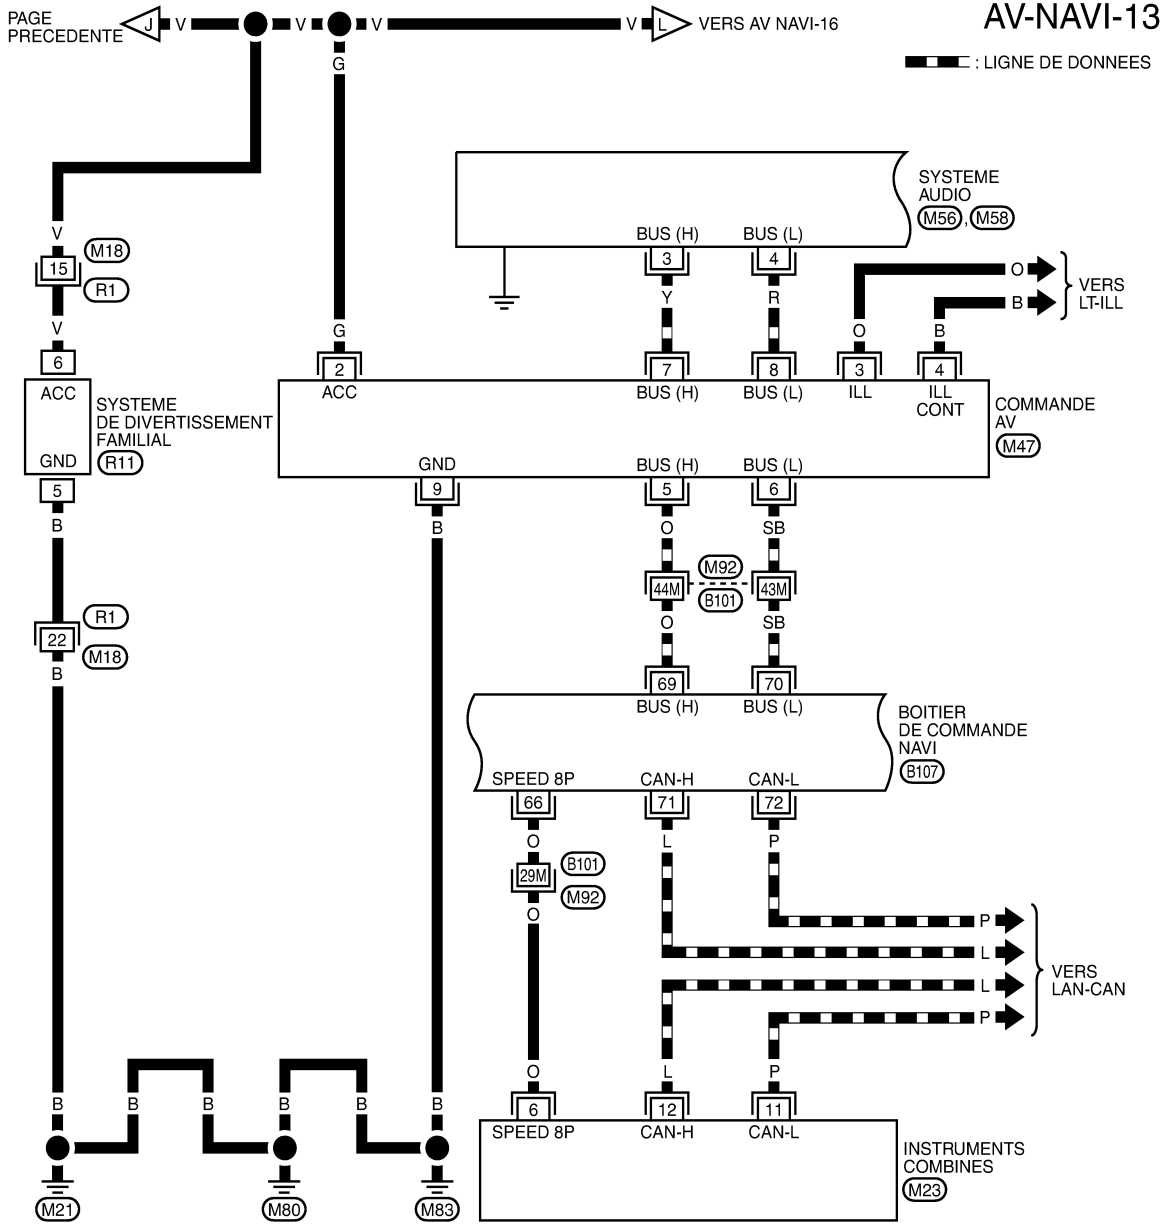 PAGE
PRECEDENTE
J V V V V L VERS AV NAVI-16
AV-NAVI-13
: LIGNE DE DONNEES
G
SYSTEME
AUDIO
M56 , M58
BUS (H) BUS (L)
3 4
Y R
V
15
M18
R1
V
6
ACC
SYSTEME
DE DIVERTISSEMENT
FAMILIAL
R11
GND
5
B
G
2
ACC
O
B
VERS
LT-ILL
O B
7 8 3 4
BUS (H) BUS (L) ILL ILL
CONT
COMMANDE
AV
M47
GND BUS (H) BUS (L)
9 5 6
B O SB
M92
44M 43M
B101
O SB
R1
22
M18
B
69 70
BUS (H) BUS (L)
BOITIER
DE COMMANDE
NAVI
B107
SPEED 8P CAN-H CAN-L
66 71 72
O L P
B101
29M
M92
O
P
L
L
P
VERS
LAN-CAN
O L P
B B B B B B
6 12 11
SPEED 8P CAN-H CAN-L
INSTRUMENTS
COMBINES
M23
M21 M80 M83